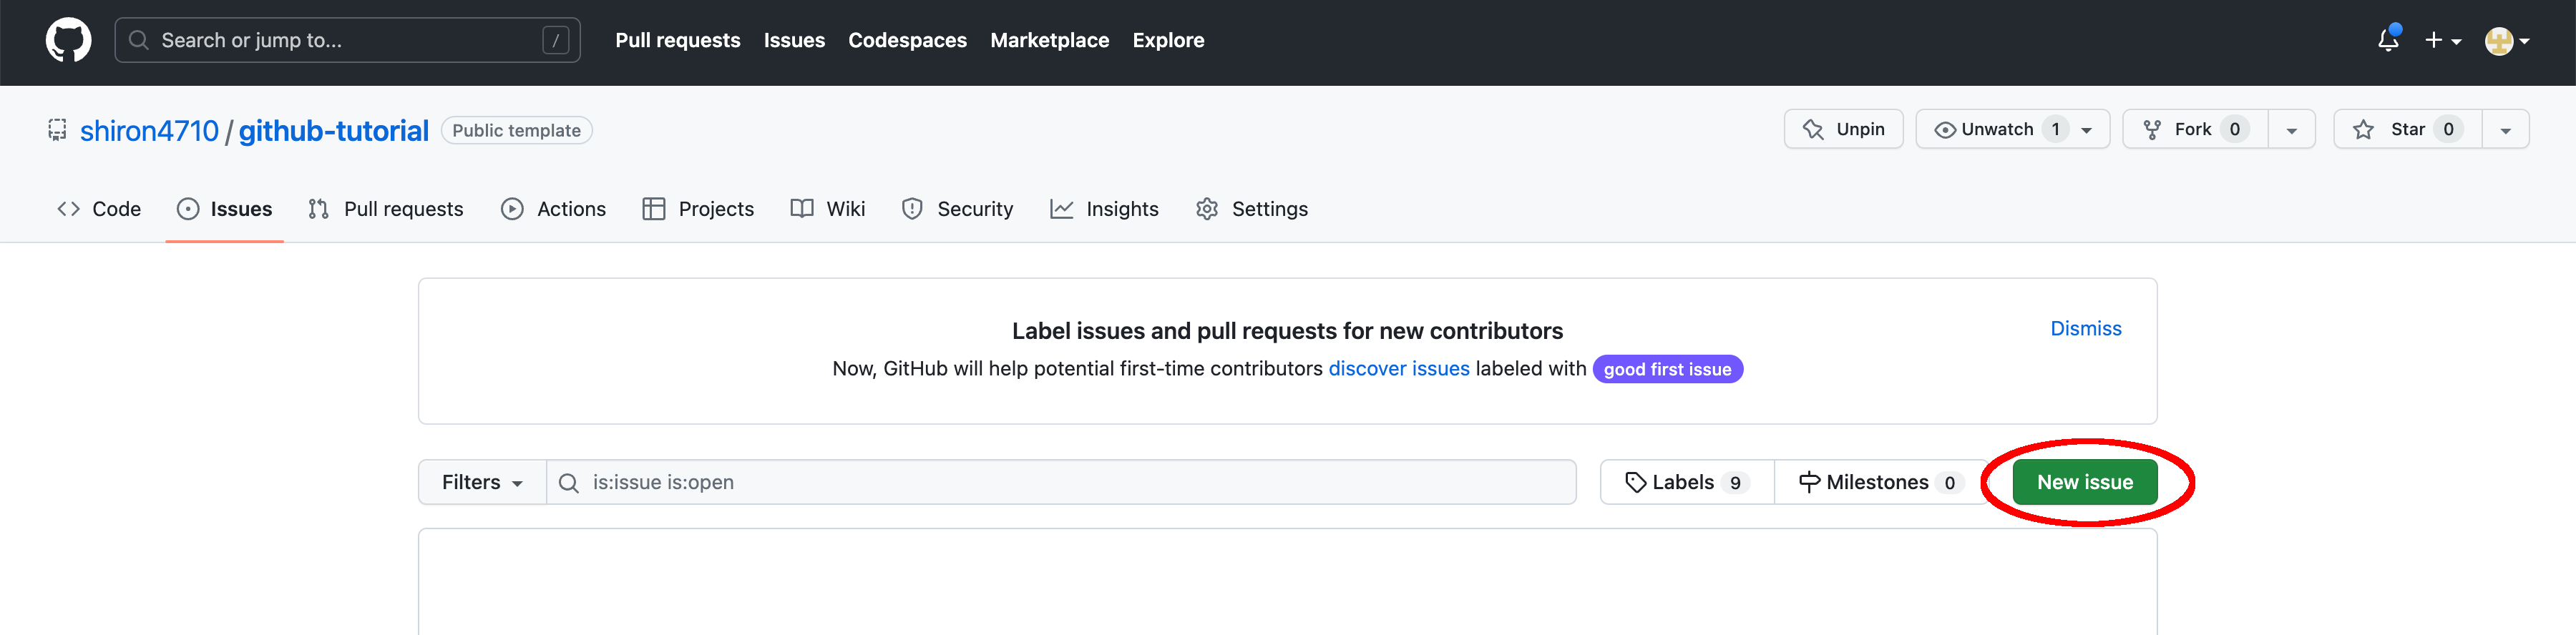 Search or jump to... / Pull requests Issues Codespaces Marketplace Explore
shiron4710 / github-tutorial Public template Unpin Unwatch 1 Fork 0 Star 0
Code Issues Pull requests Actions Projects Wiki Security Insights Settings
Label issues and pull requests for new contributors Dismiss
Now, GitHub will help potential first-time contributors discover issues labeled with good first issue
Filters is:issue is:open Labels 9 Milestones 0 New issue